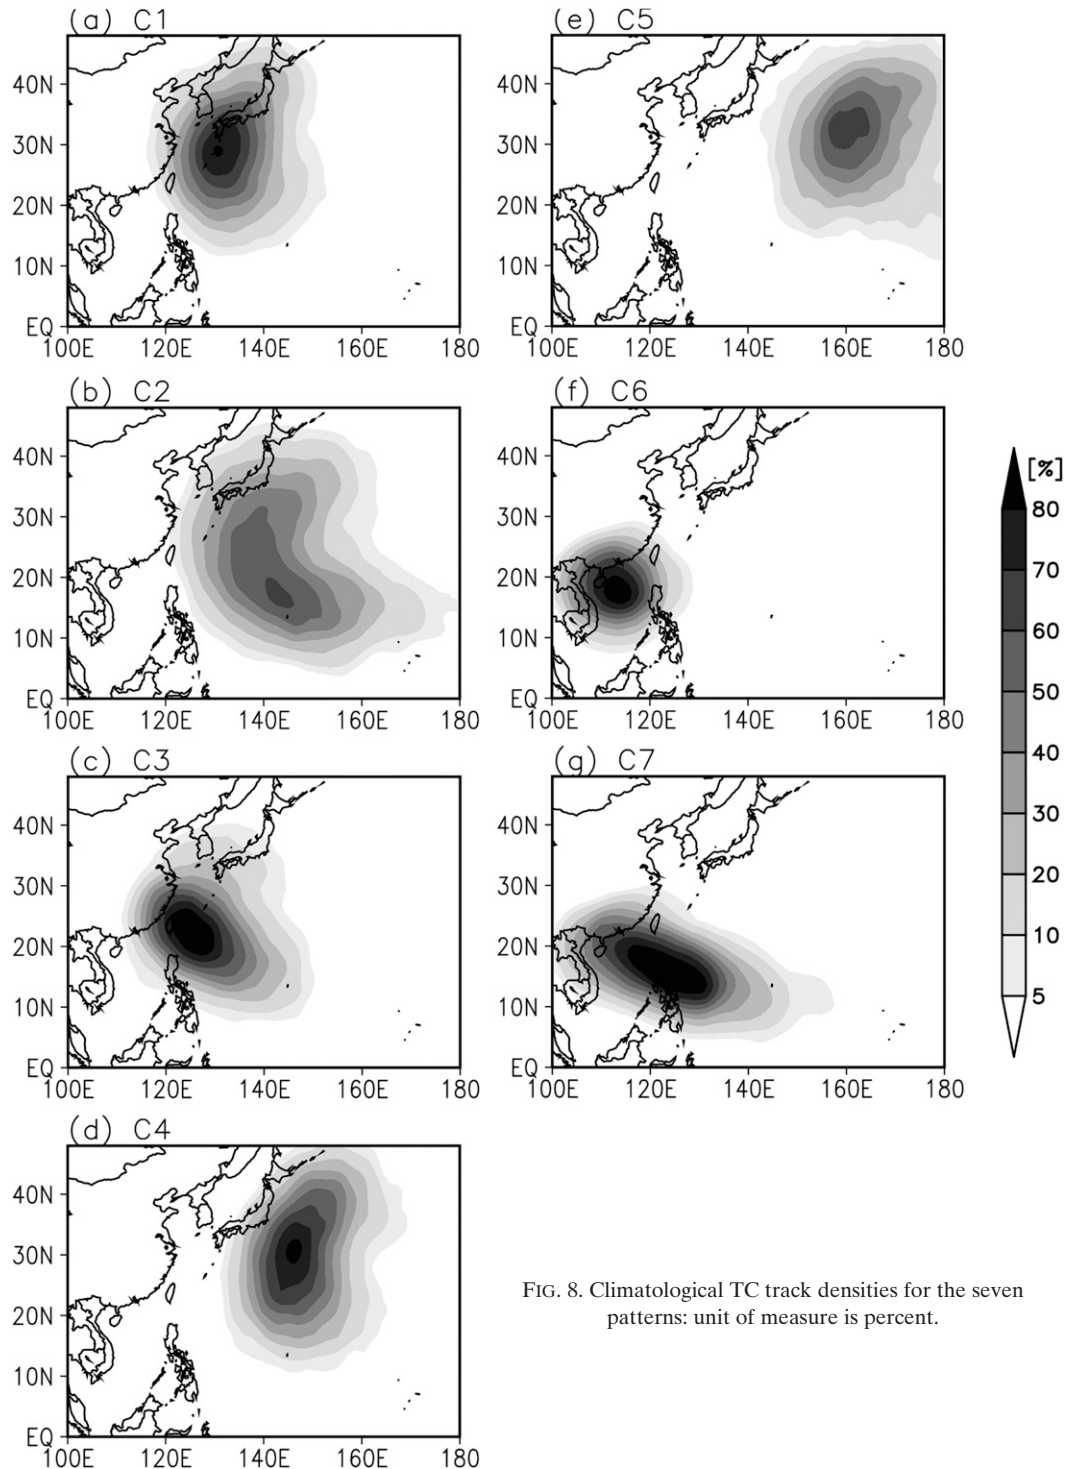 (a) C1
40N
30N
20N
10N
EQ
100E 120E 140E 160E 180
(b) C2
40N
30N
20N
10N
EQ
100E 120E 140E 160E 180
(c) C3
40N
30N
20N
10N
EQ
100E 120E 140E 160E 180
(d) C4
40N
30N
20N
10N
EQ
100E 120E 140E 160E 180
(e) C5
40N
30N
20N
10N
EQ
100E 120E 140E 160E 180
(f) C6
40N
30N
20N
10N
EQ
100E 120E 140E 160E 180
(g) C7
40N
30N
20N
10N
EQ
100E 120E 140E 160E 180
[%]
80
70
60
50
40
30
20
10
5
FIG. 8. Climatological TC track densities for the seven
patterns: unit of measure is percent.